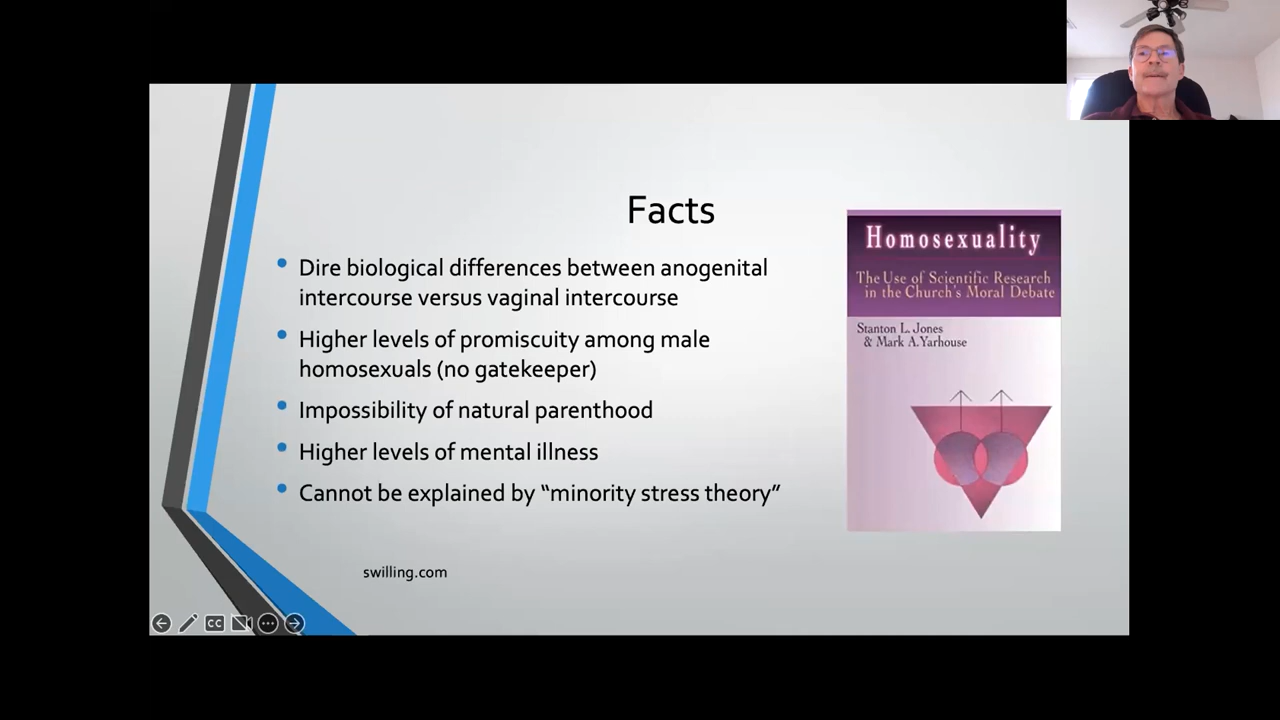 Facts
Dire biological differences between anogenital
intercourse versus vaginal intercourse
Higher levels of promiscuity among male
homosexuals (no gatekeeper)
Impossibility of natural parenthood
Higher levels of mental illness
Cannot be explained by “minority stress theory”
swilling.com
Homosexuality
The Use of Scientific Research
in the Church's Moral Debate
Stanton L. Jones
& Mark A. Yarhouse
CC